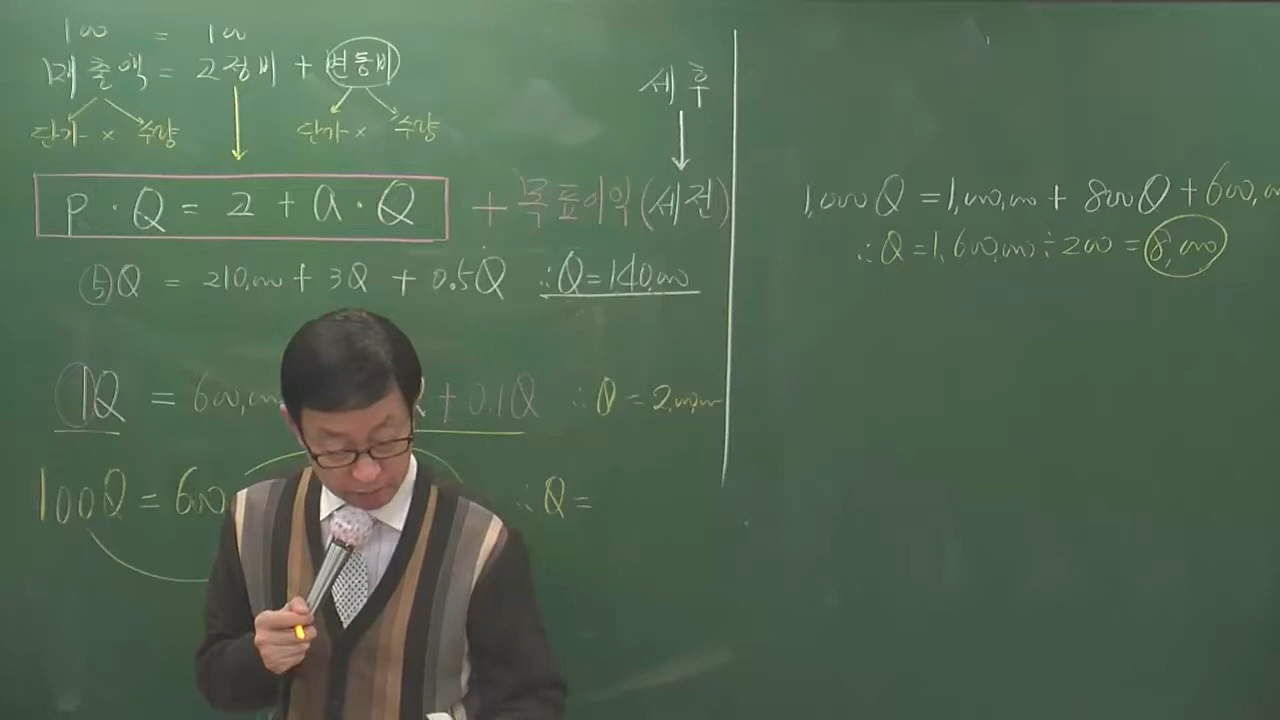 100 = 100
매출액 = 고정비 + 변동비
단가 × 수량 단가 × 수량
세후
P · Q = 고 + a · Q + 목표이익 (세전)
⑤Q = 210,000 + 3Q + 0.5Q ∴ Q = 140,000
①Q = 600,000 + 0.1Q ∴ Q = 2,000,000
100Q = 600 ∴ Q =
1,000Q = 1,000,000 + 800Q + 600,00
∴ Q = 1,600,000 ÷ 200 = 8,000